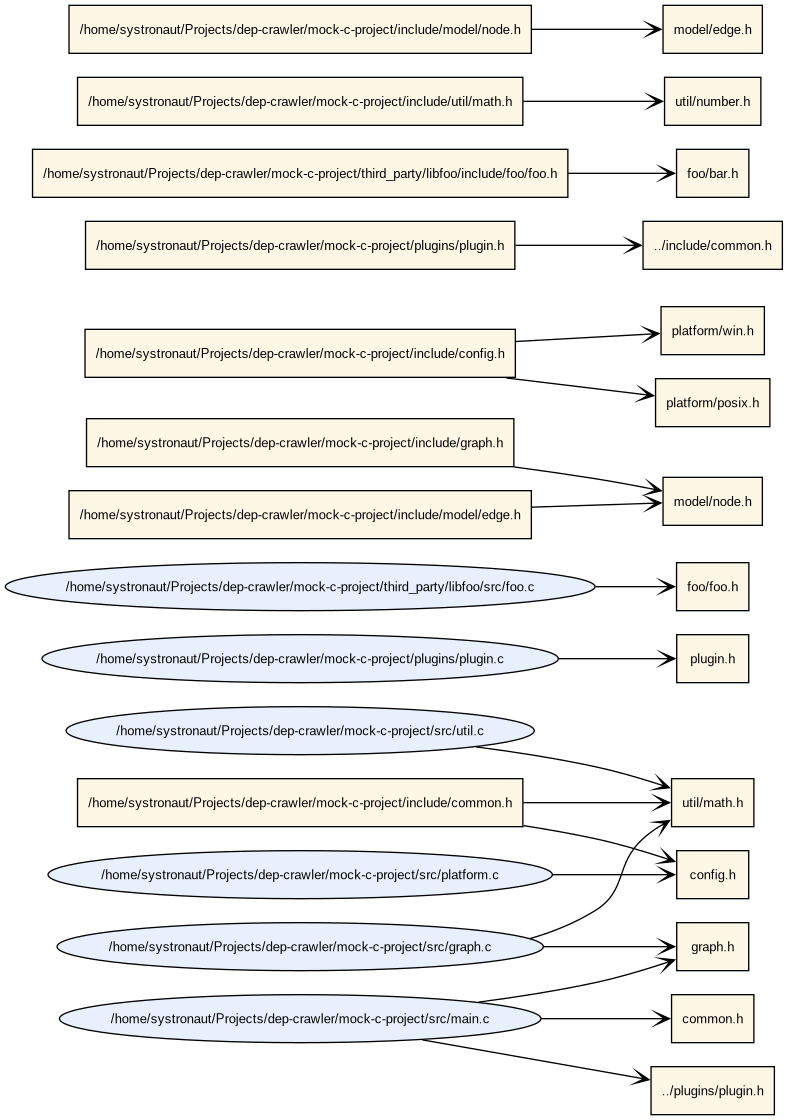 /home/systronaut/Projects/dep-crawler/mock-c-project/include/model/node.h
model/edge.h
/home/systronaut/Projects/dep-crawler/mock-c-project/include/util/math.h
util/number.h
/home/systronaut/Projects/dep-crawler/mock-c-project/third_party/libfoo/include/foo/foo.h
foo/bar.h
/home/systronaut/Projects/dep-crawler/mock-c-project/plugins/plugin.h
../include/common.h
platform/win.h
/home/systronaut/Projects/dep-crawler/mock-c-project/include/config.h
platform/posix.h
/home/systronaut/Projects/dep-crawler/mock-c-project/include/graph.h
model/node.h
/home/systronaut/Projects/dep-crawler/mock-c-project/include/model/edge.h
/home/systronaut/Projects/dep-crawler/mock-c-project/third_party/libfoo/src/foo.c
foo/foo.h
/home/systronaut/Projects/dep-crawler/mock-c-project/plugins/plugin.c
plugin.h
/home/systronaut/Projects/dep-crawler/mock-c-project/src/util.c
/home/systronaut/Projects/dep-crawler/mock-c-project/include/common.h
util/math.h
/home/systronaut/Projects/dep-crawler/mock-c-project/src/platform.c
config.h
/home/systronaut/Projects/dep-crawler/mock-c-project/src/graph.c
graph.h
/home/systronaut/Projects/dep-crawler/mock-c-project/src/main.c
common.h
../plugins/plugin.h